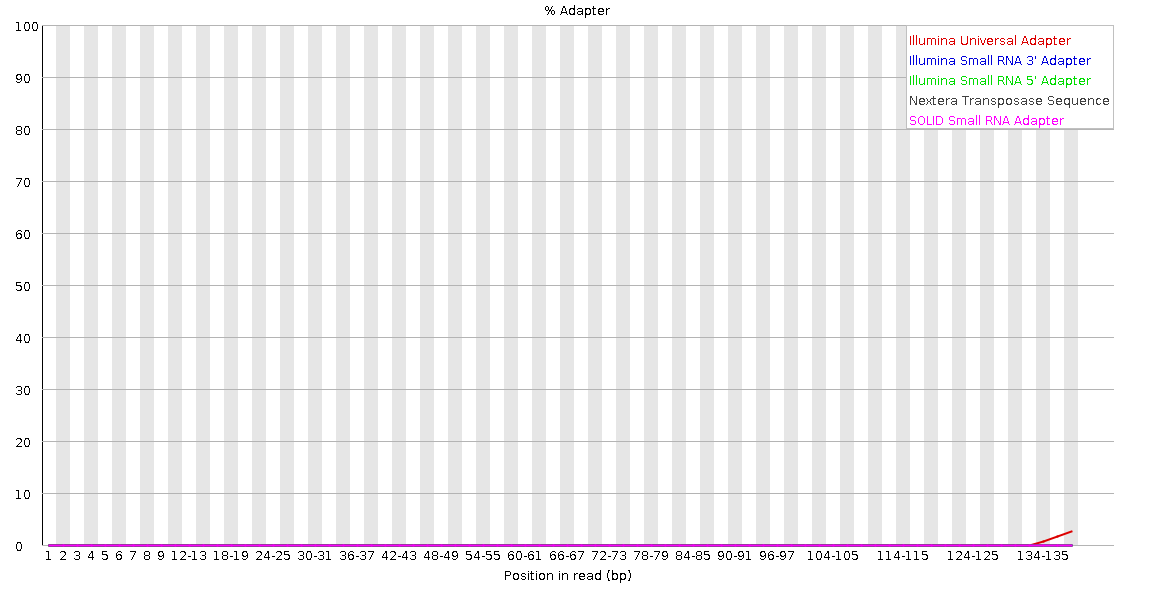 % Adapter
100
90
80
70
60
50
40
30
20
10
0
Illumina Universal Adapter
Illumina Small RNA 3' Adapter
Illumina Small RNA 5' Adapter
Nextera Transposase Sequence
SOLID Small RNA Adapter
1 2 3 4 5 6 7 8 9 12-13 18-19 24-25 30-31 36-37 42-43 48-49 54-55 60-61 66-67 72-73 78-79 84-85 90-91 96-97 104-105 114-115 124-125 134-135
Position in read (bp)